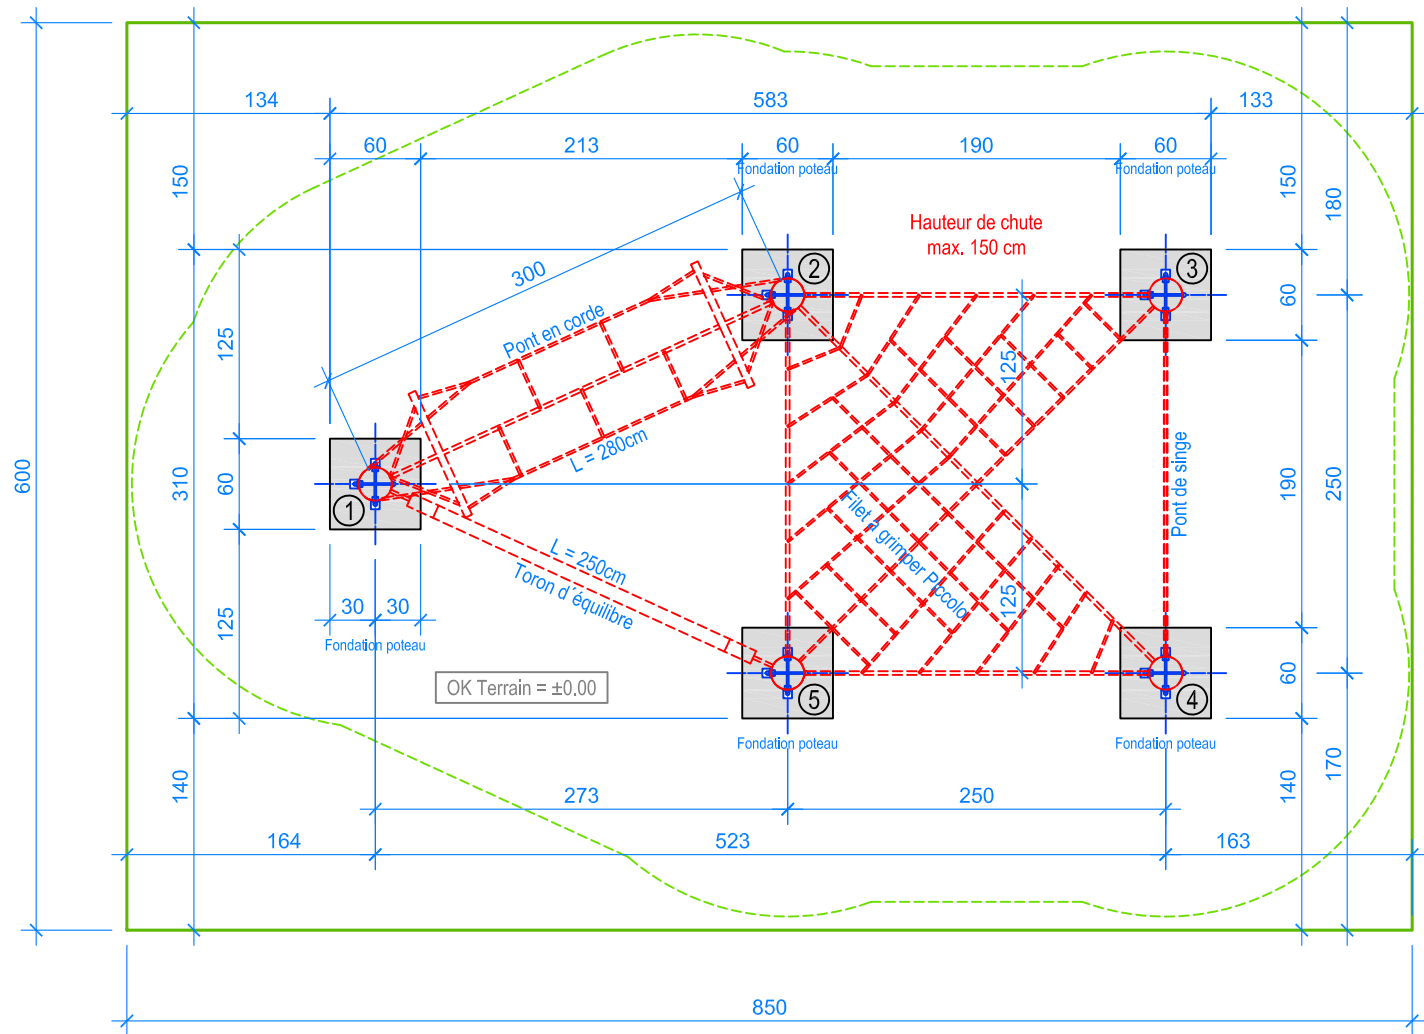 134
583
133
60
213
60
190
60
Fondation poteau
Fondation poteau
150
150
180
Hauteur de chute
max. 150 cm
300
2
3
Pont en corde
125
60
125
L = 280cm
600
310
60
1
Filet à grimper Piccolo
Pont de singe
190
250
L = 250cm
Toron d'équilibre
125
30
30
125
Fondation poteau
60
OK Terrain = ±0,00
5
4
Fondation poteau
Fondation poteau
140
140
170
273
250
164
523
163
850